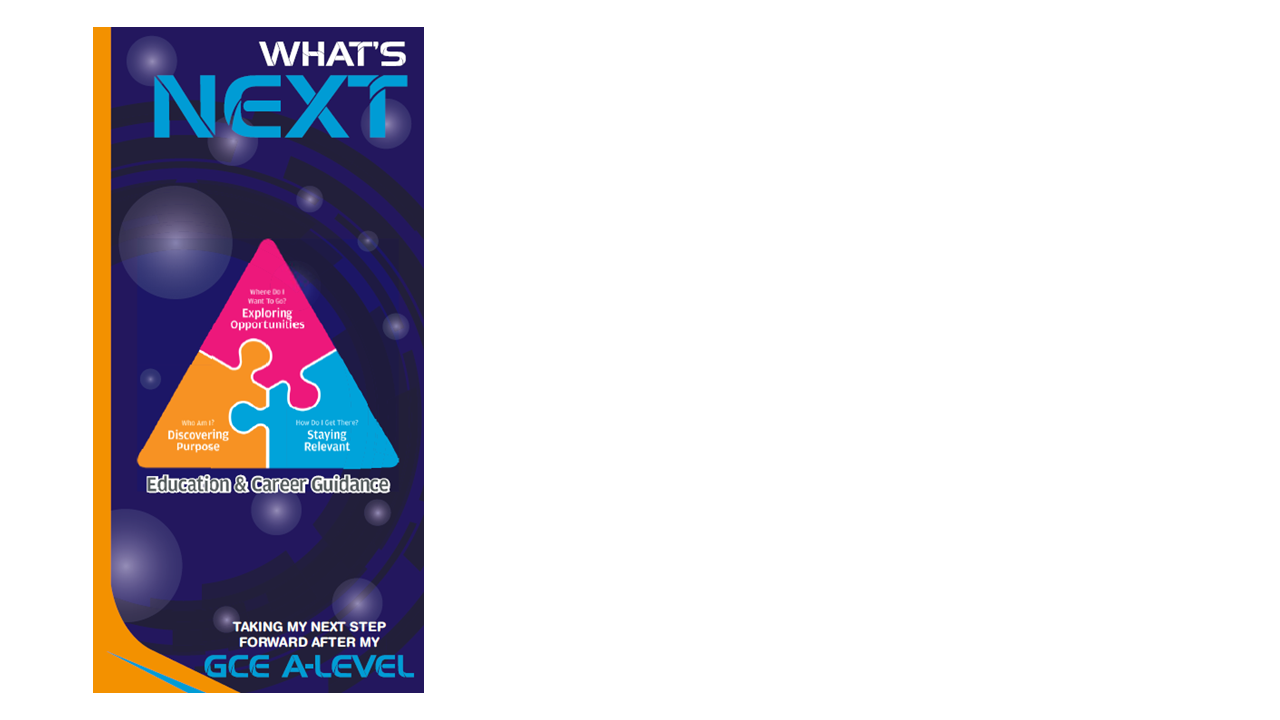 WHAT'S
NEXT
Where Do I
Want To Go?
Exploring
Opportunities
Who Am I?
Discovering
Purpose
How Do I Get There?
Staying
Relevant
Education & Career Guidance
TAKING MY NEXT STEP
FORWARD AFTER MY
GCE A-LEVEL